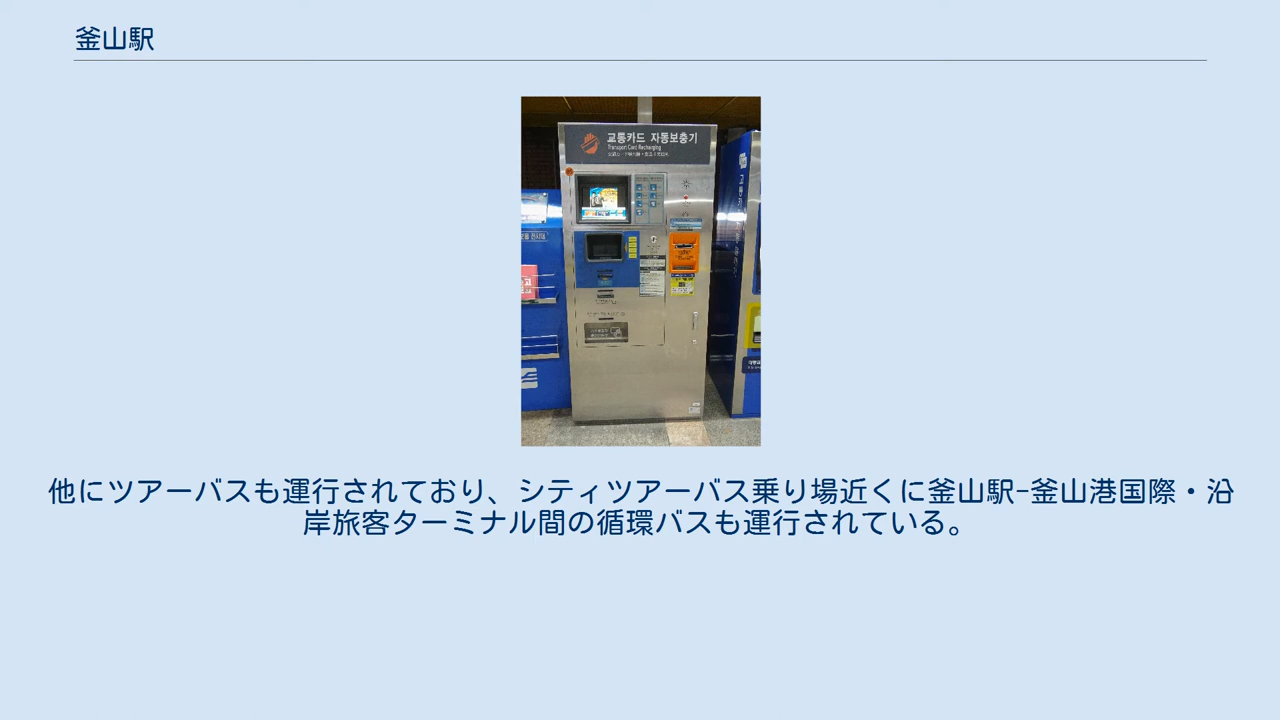 釜山駅
교통카드 자동보충기
Transport Card Recharging
他にツアーバスも運行されており、シティツアーバス乗り場近くに釜山駅-釜山港国際・沿
岸旅客ターミナル間の循環バスも運行されている。